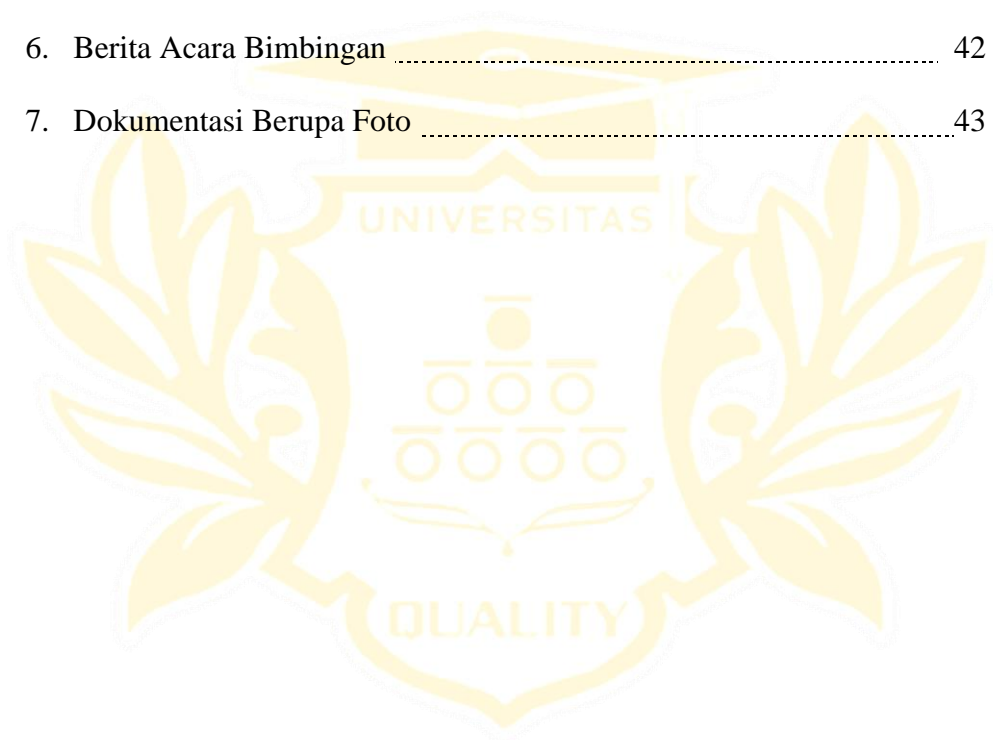 6. Berita Acara Bimbingan ........................ 42
7. Dokumentasi Berupa Foto ........................ 43
UNIVERSITAS
QUALITY